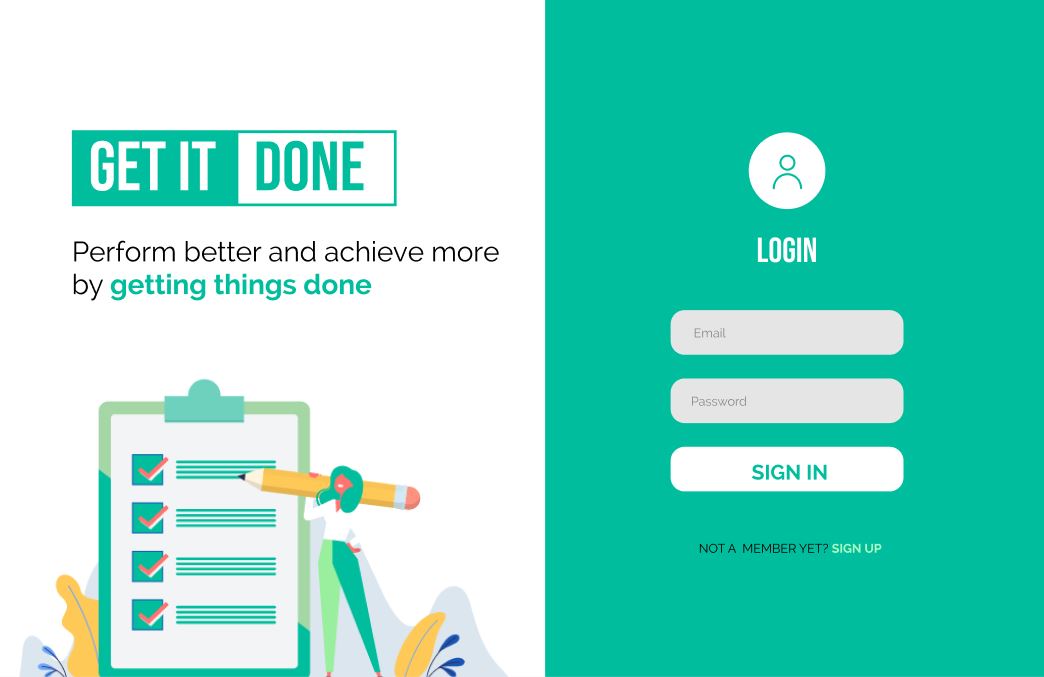 GET IT DONE
Perform better and achieve more
by getting things done
LOGIN
Email
Password
SIGN IN
NOT A MEMBER YET? SIGN UP